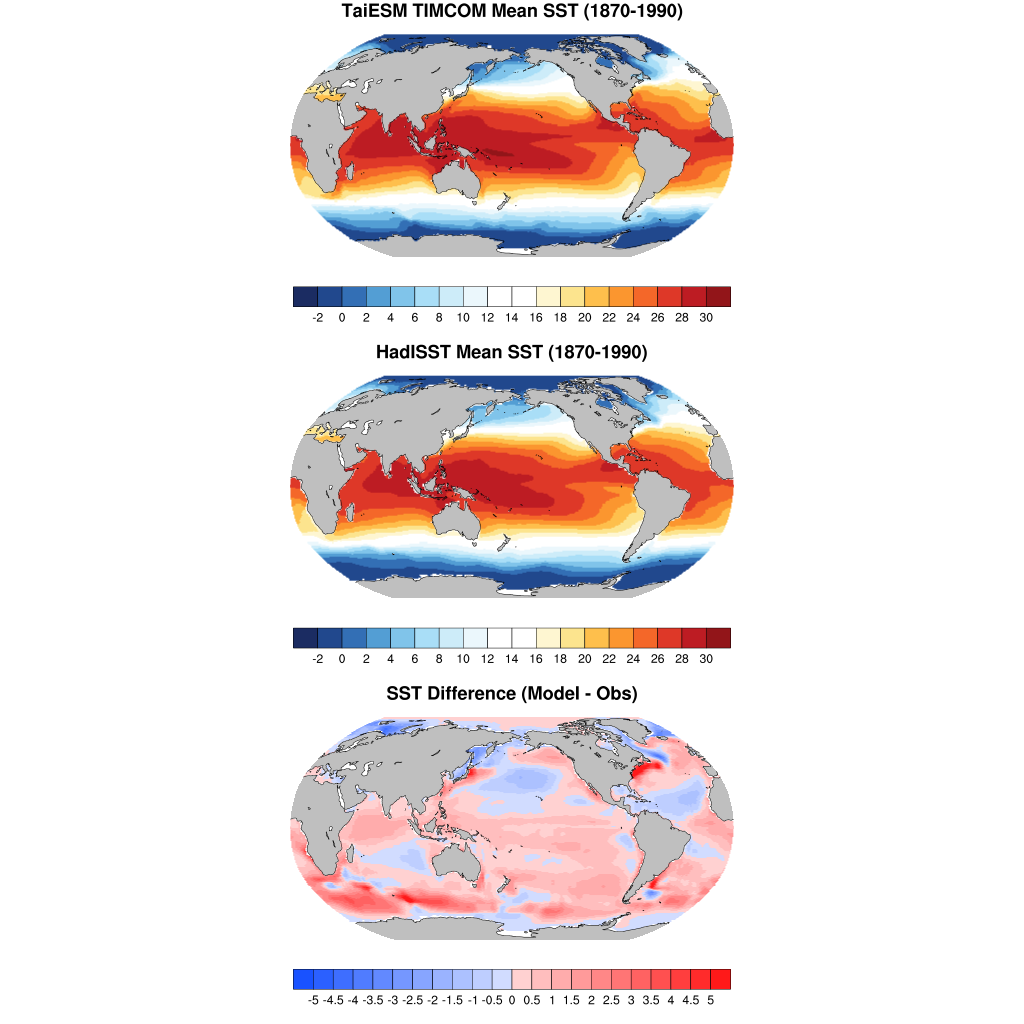 TaiESM TIMCOM Mean SST (1870-1990)
-2 0 2 4 6 8 10 12 14 16 18 20 22 24 26 28 30
HadISST Mean SST (1870-1990)
-2 0 2 4 6 8 10 12 14 16 18 20 22 24 26 28 30
SST Difference (Model - Obs)
-5 -4.5 -4 -3.5 -3 -2.5 -2 -1.5 -1 -0.5 0 0.5 1 1.5 2 2.5 3 3.5 4 4.5 5